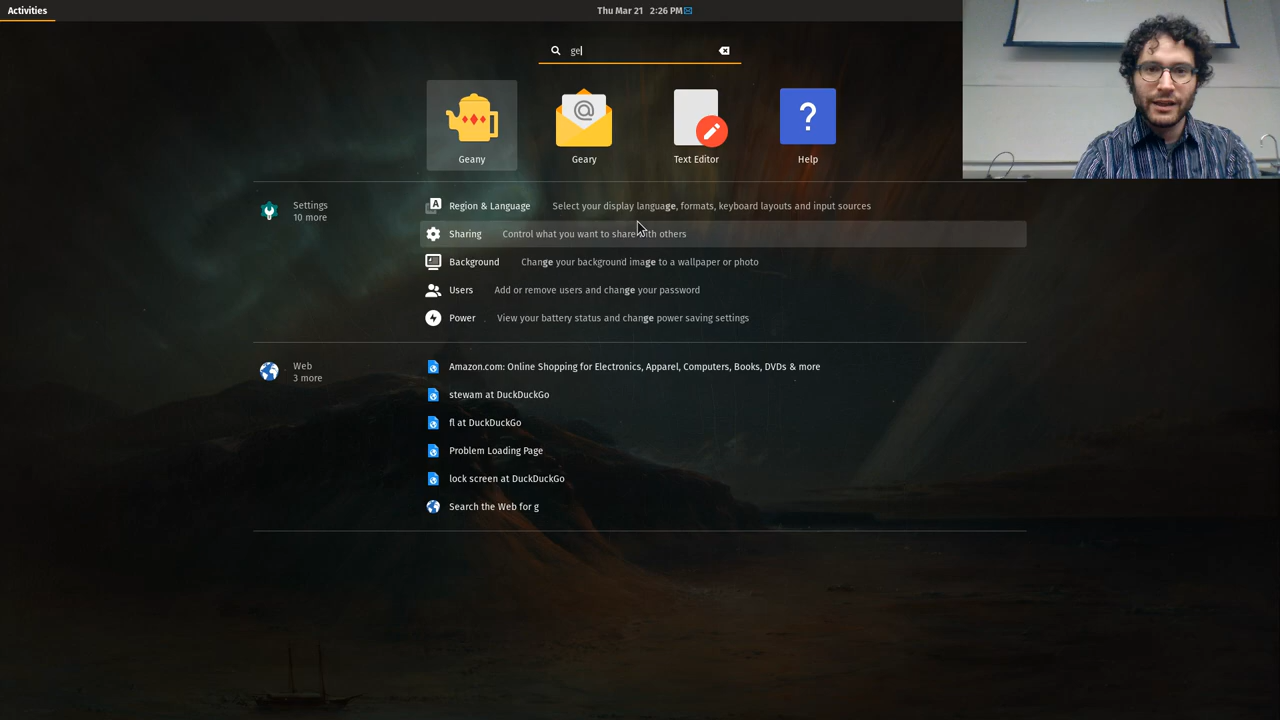 Activities
Thu Mar 21 2:26 PM
ge
Geany
Geary
Text Editor
Help
Settings
10 more
Region & Language Select your display language, formats, keyboard layouts and input sources
Sharing Control what you want to share with others
Background Change your background image to a wallpaper or photo
Users Add or remove users and change your password
Power View your battery status and change power saving settings
Web
3 more
Amazon.com: Online Shopping for Electronics, Apparel, Computers, Books, DVDs & more
stewam at DuckDuckGo
fl at DuckDuckGo
Problem Loading Page
lock screen at DuckDuckGo
Search the Web for g